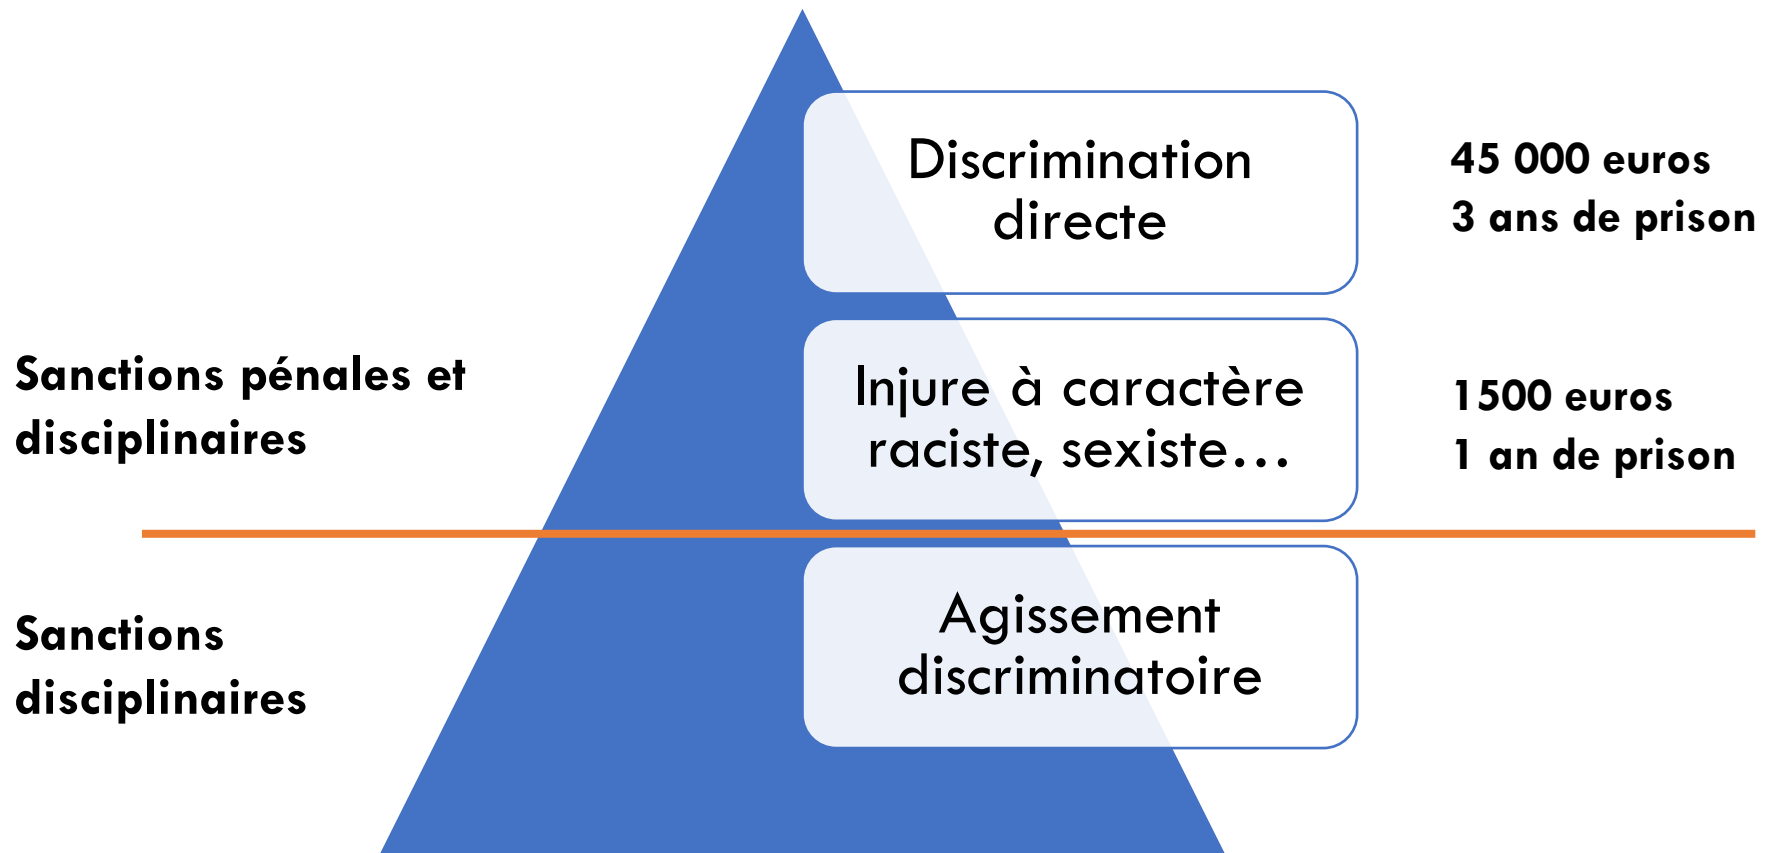 Discrimination
directe
45 000 euros
3 ans de prison
Sanctions pénales et
disciplinaires
Injure à caractère
raciste, sexiste…
1500 euros
1 an de prison
Sanctions
disciplinaires
Agissement
discriminatoire